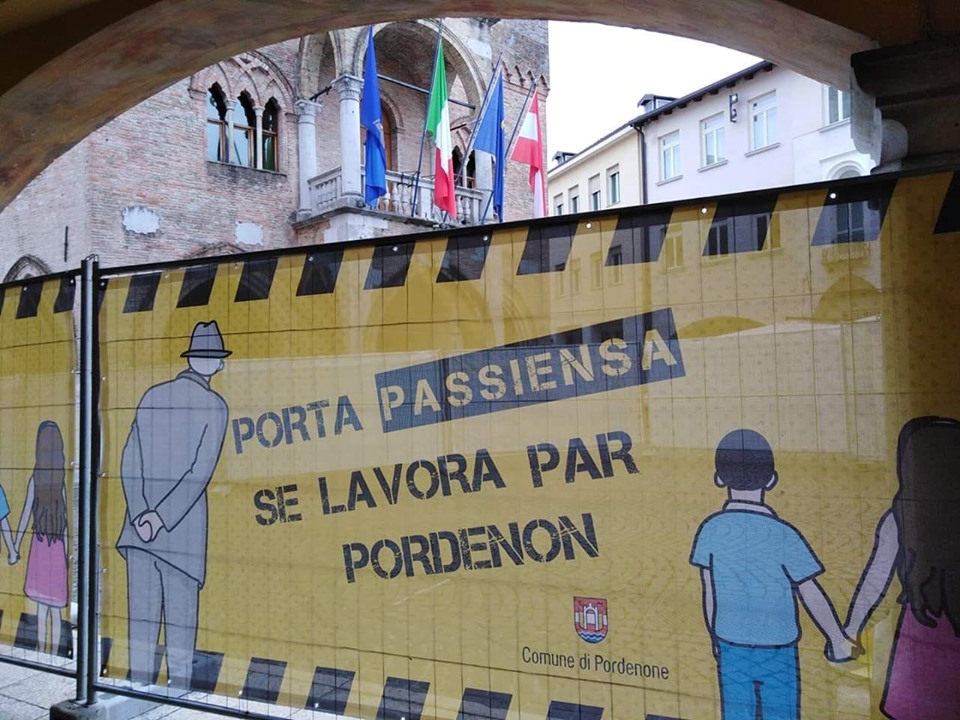 PORTA PASSIENSA
SE LAVORA PAR
PORDENON
Comune di Pordenone